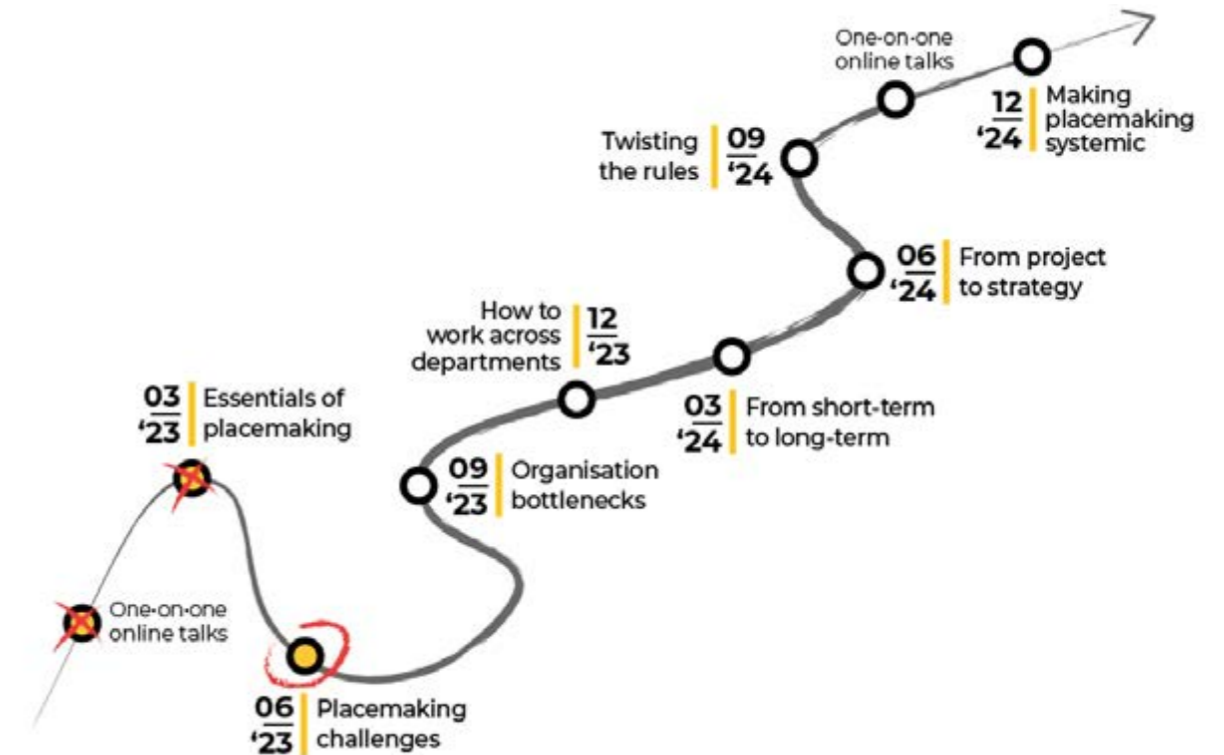 One-on-one
online talks
03
‘23
Essentials of
placemaking
06
‘23
Placemaking
challenges
09
‘23
Organisation
bottlenecks
How to
work across
departments
12
‘23
03
‘24
From short-term
to long-term
06
‘24
From project
to strategy
Twisting
the rules
09
‘24
One-on-one
online talks
12
‘24
Making
placemaking
systemic